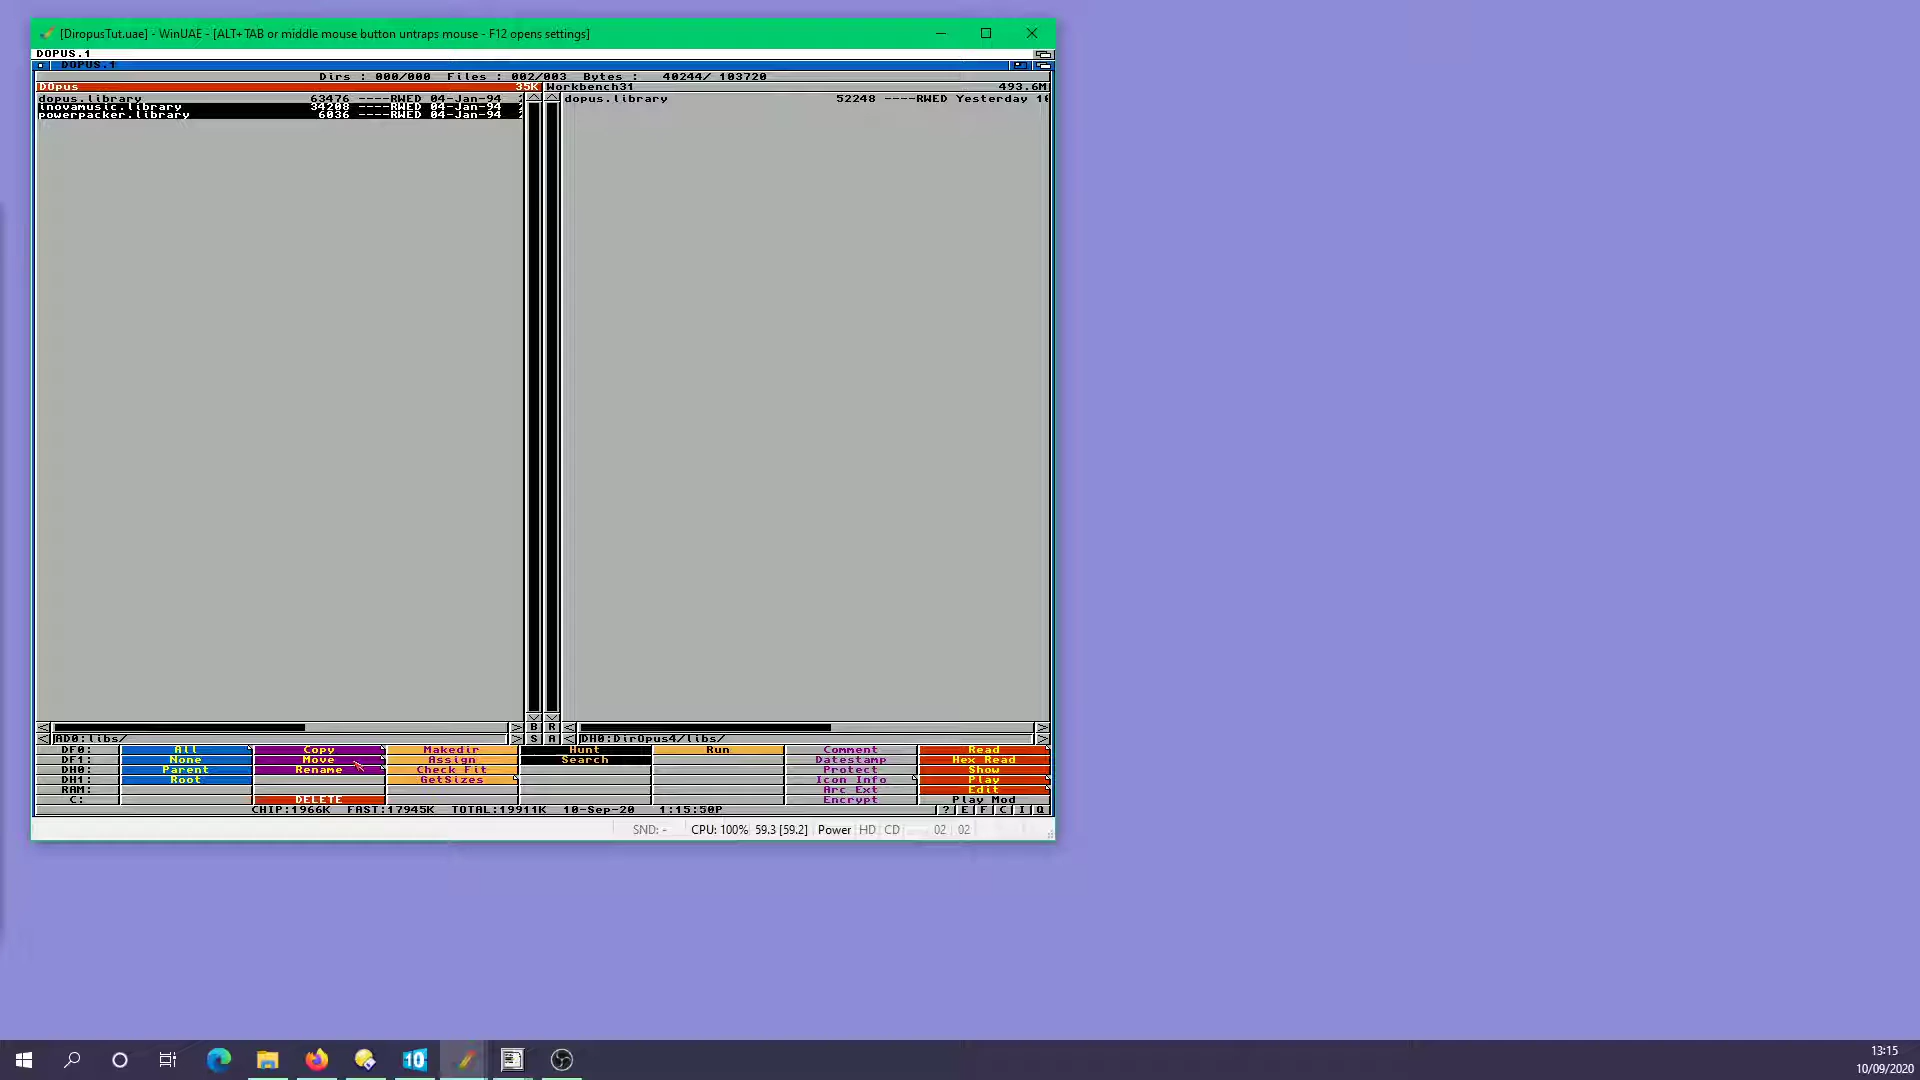 [DiropusTut.uae] - WinUAE - [ALT+TAB or middle mouse button untraps mouse - F12 opens settings]
DOPUS.1
DOPUS.1
Dirs : 000/000 Files : 002/003 Bytes : 40244/ 103720
DOpus 35K Workbench31 493.6M
dopus.library 63476 ----RWED 04-Jan-94 dopus.library 52248 ----RWED Yesterday
inovamusic.library 34208 ----RWED 04-Jan-94
powerpacker.library 6036 ----RWED 04-Jan-94
B R
AD0:libs/ S A DH0:DirOpus4/libs/
DF0: All Copy Makedir Hunt Run Comment Read
DF1: None Move Assign Search Datestamp Hex Read
DH0: Parent Rename Check Fit Protect Show
DH1: Root GetSizes Icon Info Play
RAM: Arc Ext Edit
C: DELETE Encrypt Play Mod
CHIP:1966K FAST:17945K TOTAL:19911K 10-Sep-20 1:15:50P ? E F C I Q
SND: - CPU: 100% 59.3 [59.2] Power HD CD 02 02
10
13:15
10/09/2020